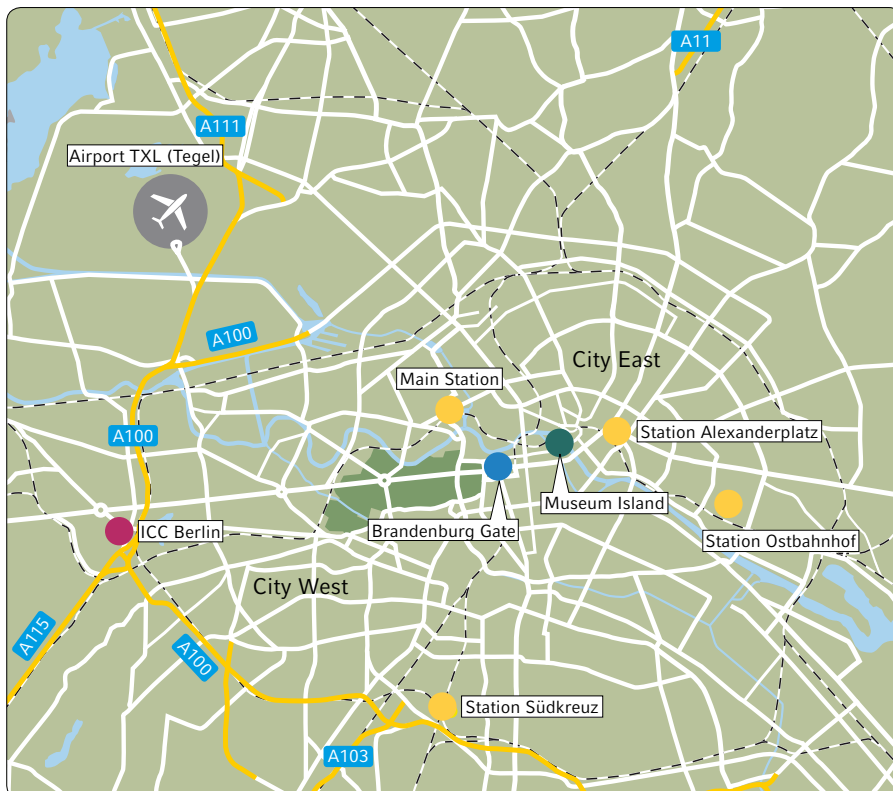 A11
A111
Airport TXL (Tegel)
A100
City East
Main Station
A100
Station Alexanderplatz
Museum Island
Brandenburg Gate
ICC Berlin
Station Ostbahnhof
City West
A115
A100
Station Südkreuz
A103